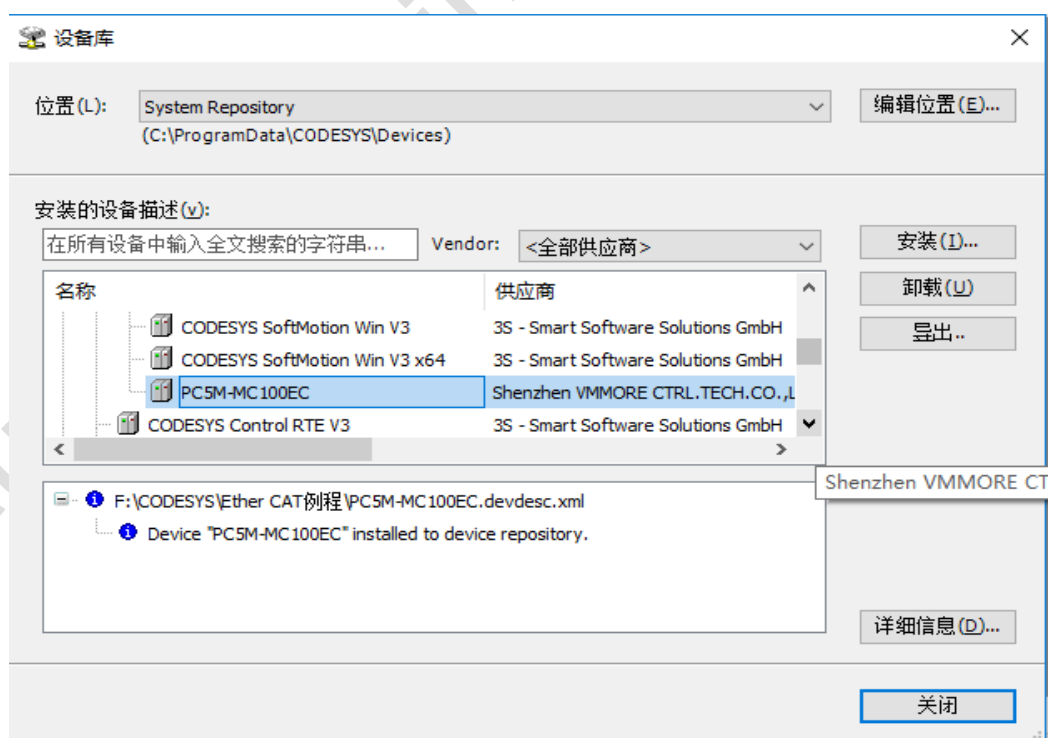 设备库
位置(L): System Repository 编辑位置(E)...
(C:\ProgramData\CODESYS\Devices)
安装的设备描述(v):
在所有设备中输入全文搜索的字符串... Vendor: <全部供应商> 安装(I)...
名称 供应商 卸载(U)
CODESYS SoftMotion Win V3 3S - Smart Software Solutions GmbH 导出..
CODESYS SoftMotion Win V3 x64 3S - Smart Software Solutions GmbH
PC5M-MC100EC Shenzhen VMMORE CTRL.TECH.CO.,L
CODESYS Control RTE V3 3S - Smart Software Solutions GmbH
Shenzhen VMMORE CT
F:\CODESYS\Ether CAT例程\PC5M-MC100EC.devdesc.xml
Device "PC5M-MC100EC" installed to device repository.
详细信息(D)...
关闭